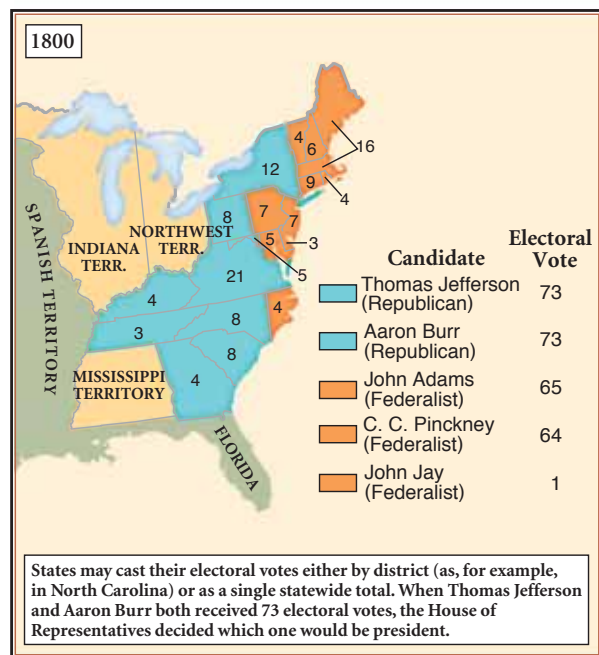 1800
4
6
16
12
9
4
8
7
7
NORTHWEST
TERR.
5
3
INDIANA
TERR.
SPANISH TERRITORY
21
5
4
8
4
3
8
MISSISSIPPI
TERRITORY
4
FLORIDA
Candidate
Electoral
Vote
Thomas Jefferson
(Republican)
73
Aaron Burr
(Republican)
73
John Adams
(Federalist)
65
C. C. Pinckney
(Federalist)
64
John Jay
(Federalist)
1
States may cast their electoral votes either by district (as, for example,
in North Carolina) or as a single statewide total. When Thomas Jefferson
and Aaron Burr both received 73 electoral votes, the House of
Representatives decided which one would be president.